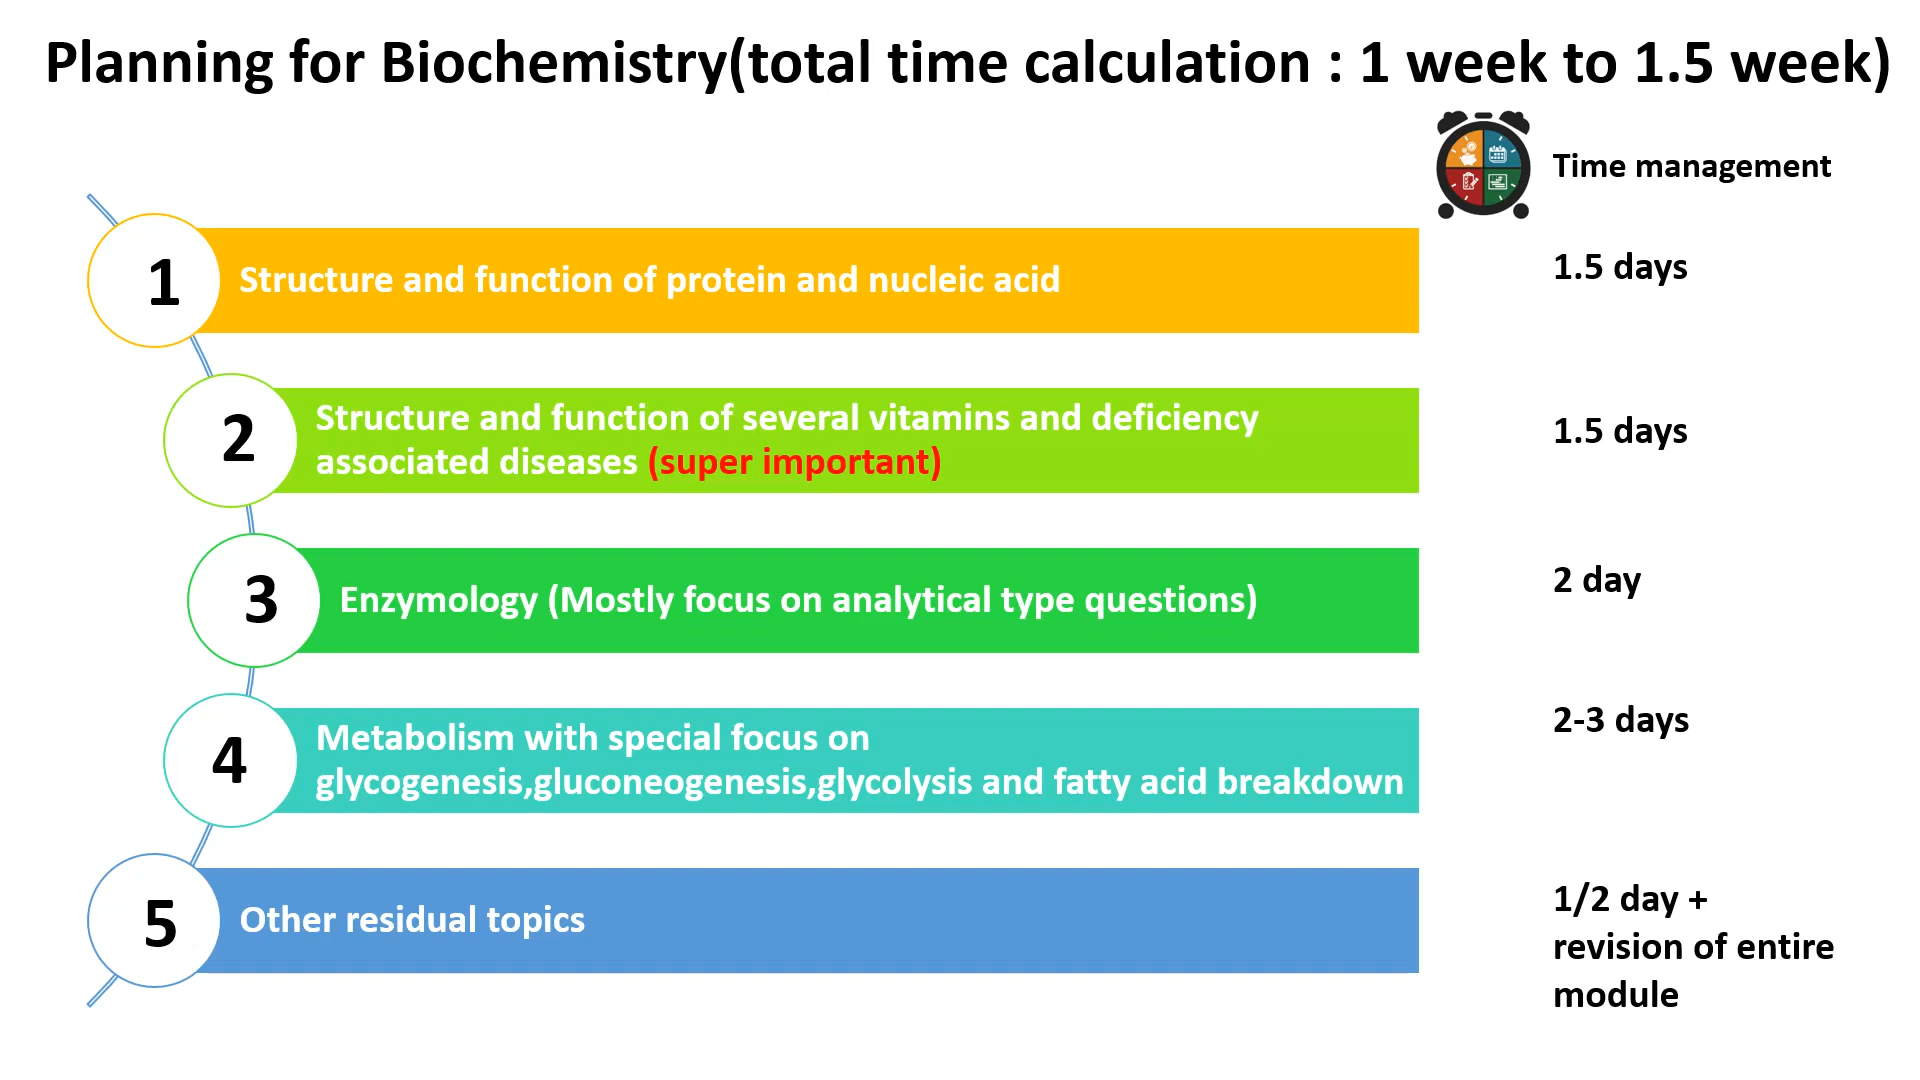 Planning for Biochemistry(total time calculation : 1 week to 1.5 week)
Time management
1
Structure and function of protein and nucleic acid
1.5 days
2
Structure and function of several vitamins and deficiency
associated diseases (super important)
1.5 days
3
Enzymology (Mostly focus on analytical type questions)
2 day
4
Metabolism with special focus on
glycogenesis,gluconeogenesis,glycolysis and fatty acid breakdown
2-3 days
5
Other residual topics
1/2 day +
revision of entire
module